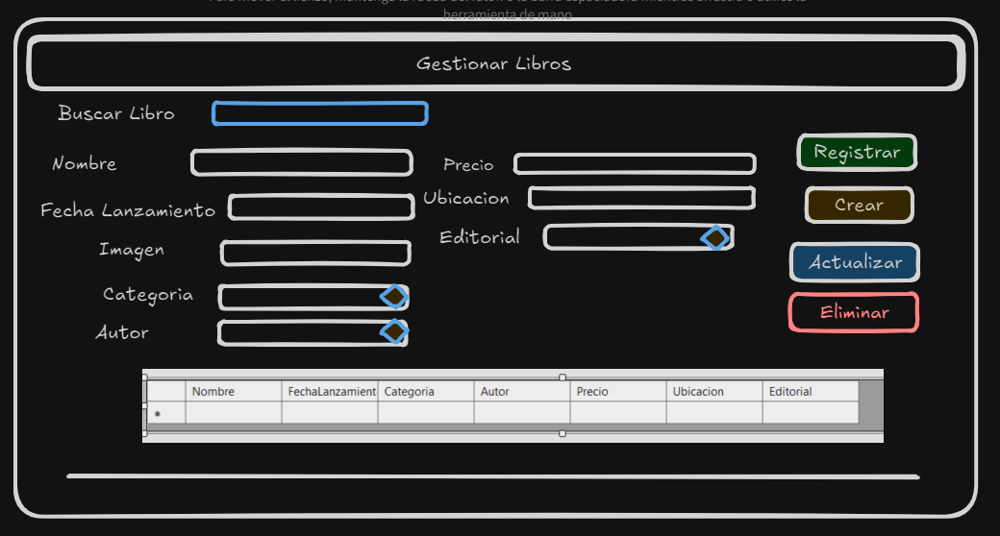 herramienta de mano
Gestionar Libros
Buscar Libro
Nombre
Precio
Registrar
Fecha Lanzamiento
Ubicacion
Crear
Imagen
Editorial
Actualizar
Categoria
Eliminar
Autor
Nombre FechaLanzamient Categoria Autor Precio Ubicacion Editorial